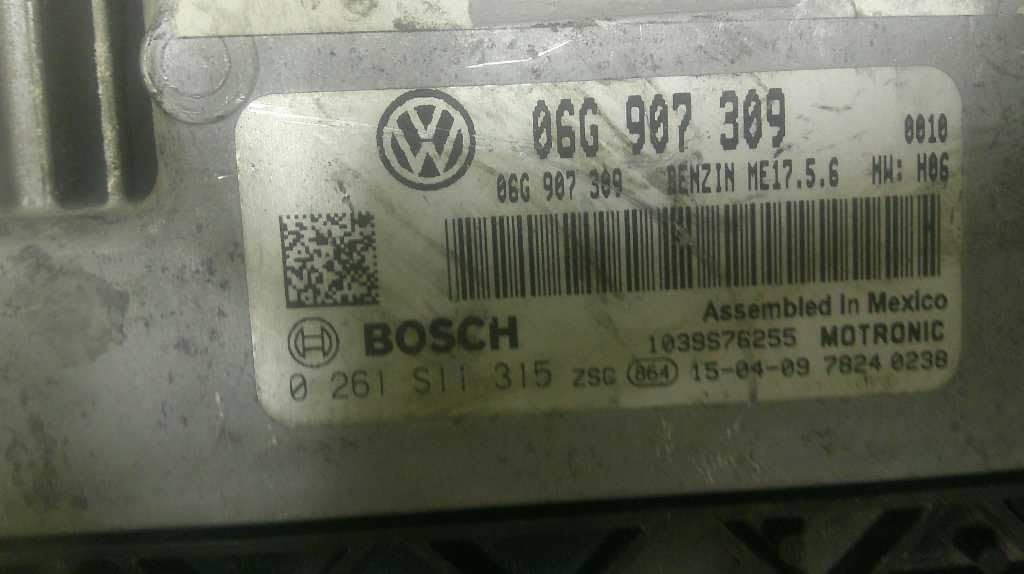 06G 907 309 0010
06G 907 309 BENZIN ME17.5.6 HW: H06
Assembled in Mexico
1039S76255 MOTRONIC
BOSCH
0 261 S11 315 ZSG 864 15-04-09 7824 0238